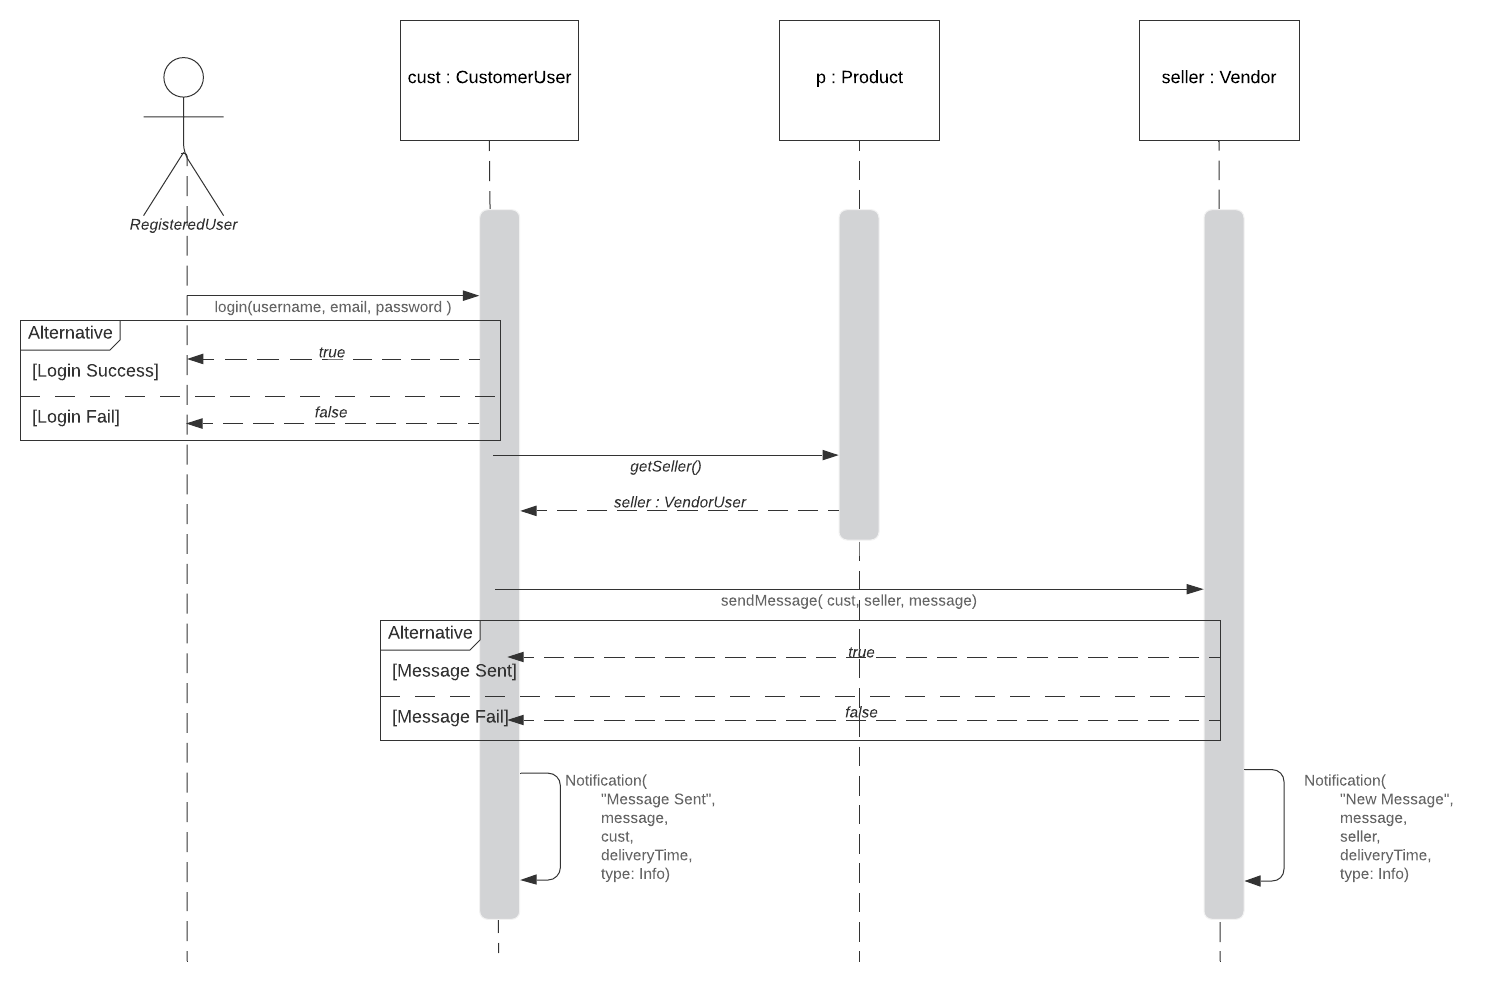 cust : CustomerUser
p : Product
seller : Vendor
RegisteredUser
login(username, email, password )
Alternative
true
[Login Success]
false
[Login Fail]
getSeller()
seller : VendorUser
sendMessage( cust, seller, message)
Alternative
true
[Message Sent]
false
[Message Fail]
Notification(
"Message Sent",
message,
cust,
deliveryTime,
type: Info)
Notification(
"New Message",
message,
seller,
deliveryTime,
type: Info)